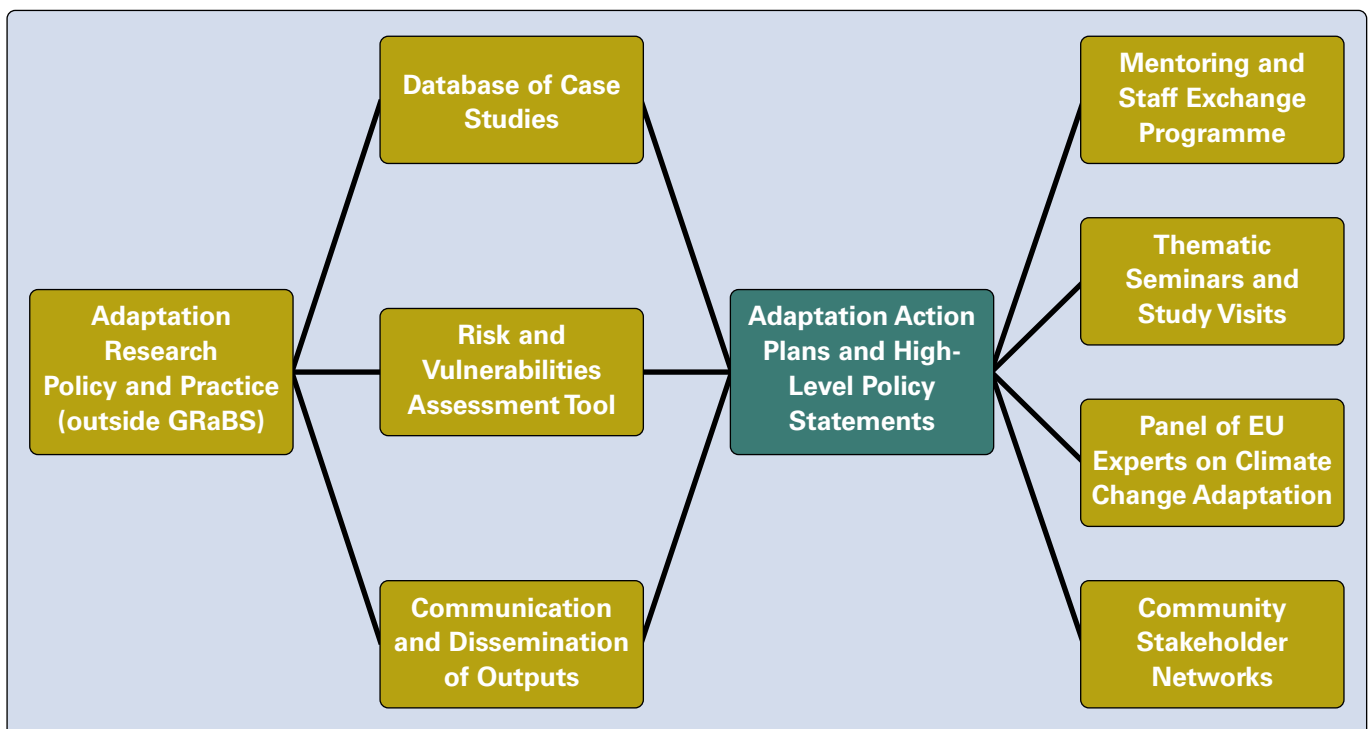 Adaptation
Research
Policy and Practice
(outside GRaBS)
Database of Case
Studies
Risk and
Vulnerabilities
Assessment Tool
Communication
and Dissemination
of Outputs
Adaptation Action
Plans and High-
Level Policy
Statements
Mentoring and
Staff Exchange
Programme
Thematic
Seminars and
Study Visits
Panel of EU
Experts on Climate
Change Adaptation
Community
Stakeholder
Networks